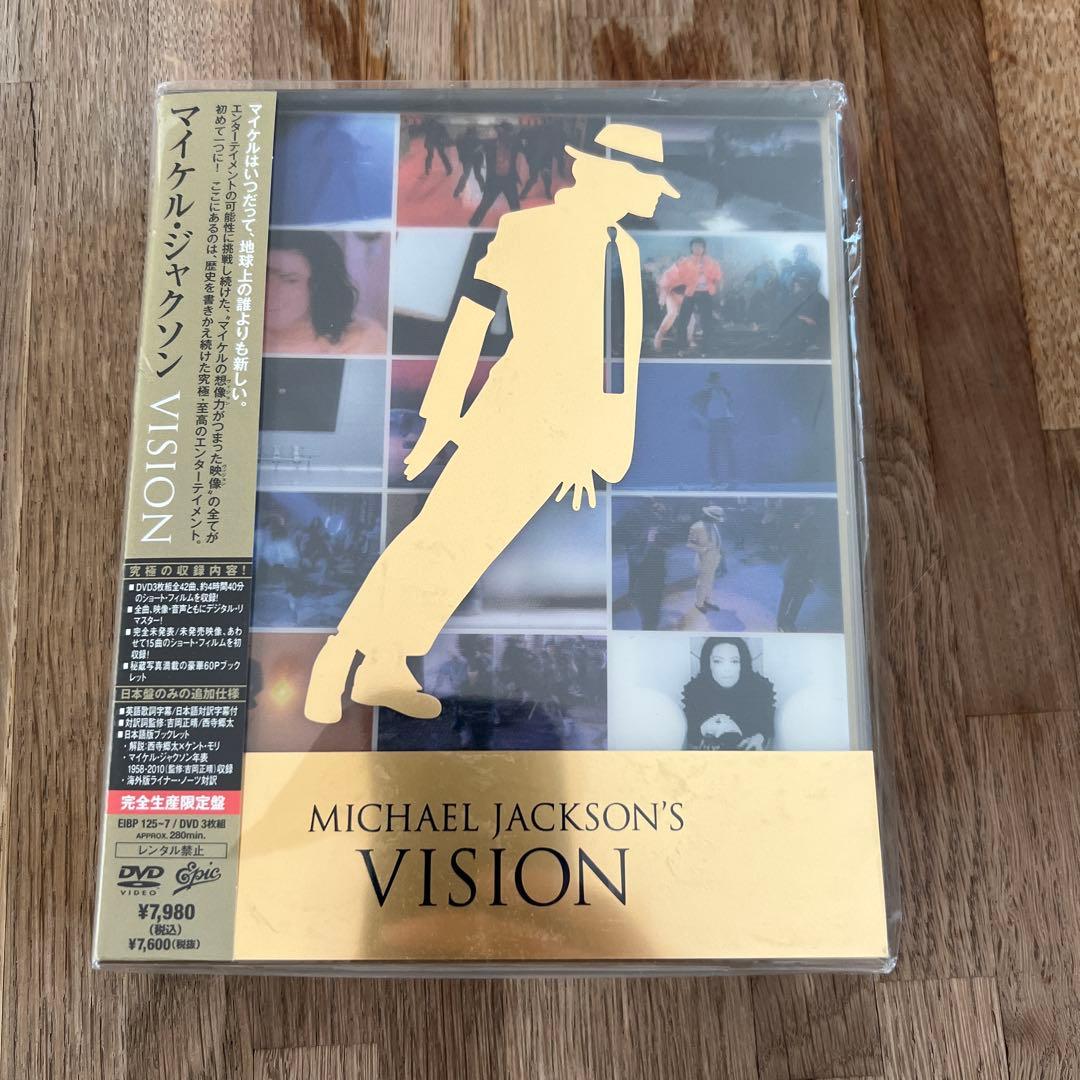 マイケル・ジャクソン VISION
マイケルはいつだって、地球上の誰よりも新しい。
エンターテイメントの可能性に挑戦し続けた、“マイケルの想像力がつまった映像”の全てが
ヴィジョン
ヴィジョン
初めて一つに! ここにあるのは、歴史を書きかえ続けた究極・至高のエンターテイメント。
究極の収録内容!
■DVD3枚組全42曲、約4時間40分
のショート・フィルムを収録!
■全曲、映像・音声ともにデジタル・リ
マスター!
■完全未発表/未発売映像、あわ
せて15曲のショート・フィルムを初
収録!
■秘蔵写真満載の豪華60Pブック
レット
日本盤のみの追加仕様
■英語歌詞字幕/日本語対訳字幕付
■対訳詞監修:吉岡正晴/西寺郷太
■日本語版ブックレット
・解説:西寺郷太×ケント・モリ
・マイケル・ジャクソン年表
1958-2010(監修:吉岡正晴)収録
・海外版ライナー・ノーツ対訳
完全生産限定盤
EIBP 125~7 / DVD 3枚組
APPROX. 280min.
レンタル禁止
DVD
VIDEO
Epic
¥7,980
(税込)
¥7,600(税抜)
MICHAEL JACKSON'S
VISION